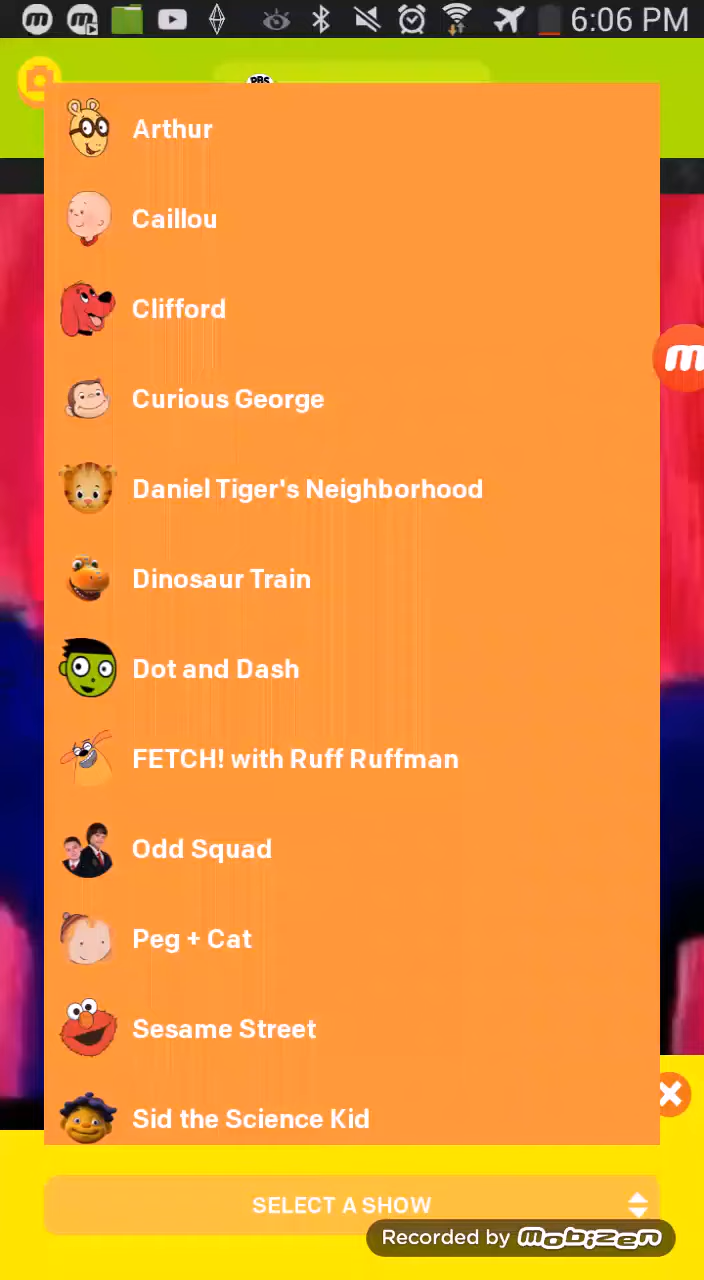 6:06 PM
PBS
Arthur
Caillou
Clifford
Curious George
Daniel Tiger's Neighborhood
Dinosaur Train
Dot and Dash
FETCH! with Ruff Ruffman
Odd Squad
Peg + Cat
Sesame Street
Sid the Science Kid
SELECT A SHOW
Recorded by mobizen